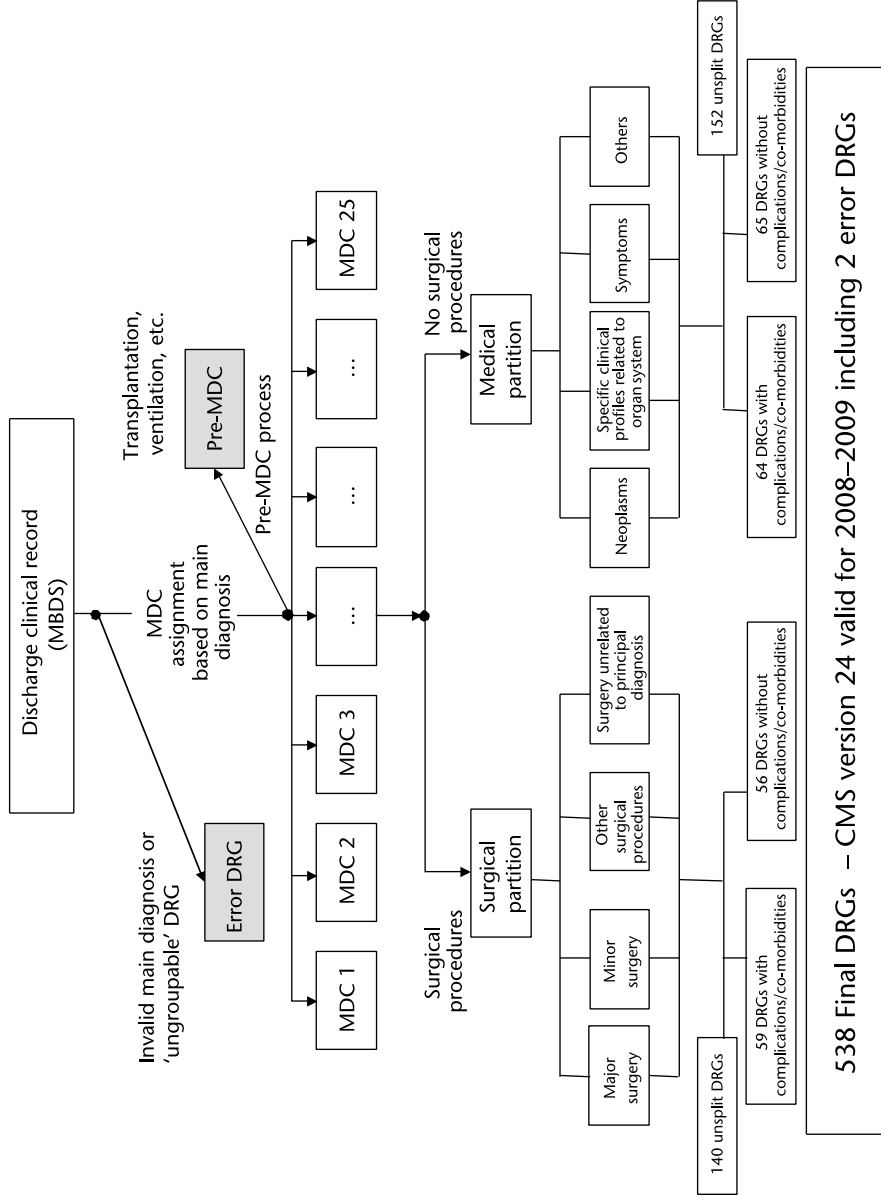 Discharge clinical record
(MBDS)
Invalid main diagnosis or
‘ungroupable’ DRG
Error DRG
MDC
assignment
based on main
diagnosis
Transplantation,
ventilation, etc.
Pre-MDC
Pre-MDC process
MDC 1
MDC 2
MDC 3
...
...
...
MDC 25
Surgical
procedures
No surgical
procedures
Surgical
partition
Medical
partition
Major
surgery
Minor
surgery
Other
surgical
procedures
Surgery unrelated
to principal
diagnosis
Neoplasms
Specific clinical
profiles related to
organ system
Symptoms
Others
140 unsplit DRGs
152 unsplit DRGs
59 DRGs with
complications/co-morbidities
56 DRGs without
complications/co-morbidities
64 DRGs with
complications/co-morbidities
65 DRGs without
complications/co-morbidities
538 Final DRGs – CMS version 24 valid for 2008–2009 including 2 error DRGs